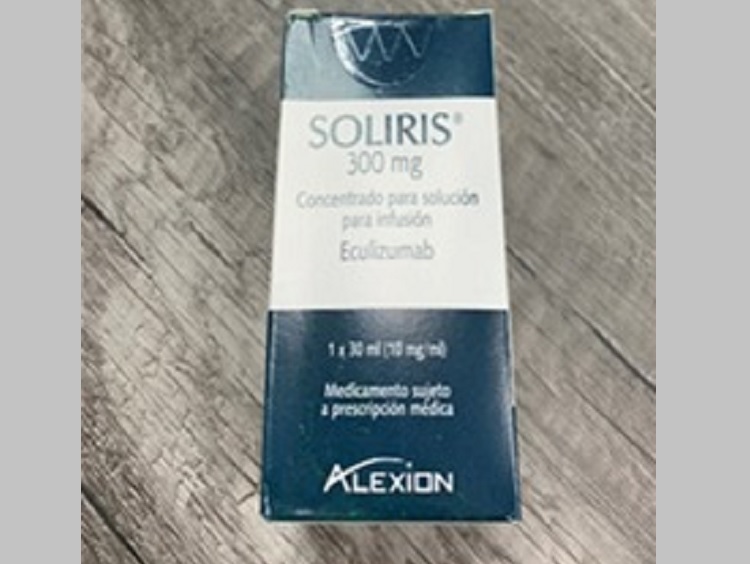 SOLIRIS®
300 mg
Concentrado para solución
para infusión
Eculizumab
1 x 30 ml (10 mg/ml)
Medicamento sujeto
a prescripción médica
ALEXION